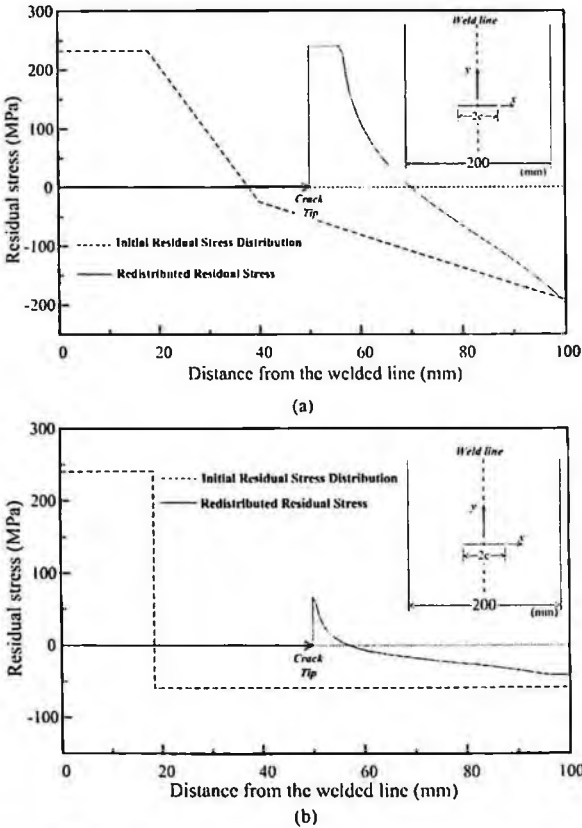 300
200
100
0
-100
-200
Residual stress (MPa)
Weld line
y
x
2c
200
(mm)
Crack
Tip
Initial Residual Stress Distribution
Redistributed Residual Stress
0
20
40
60
80
100
Distance from the welded line (mm)
(a)
300
200
100
0
-100
Residual stress (MPa)
Initial Residual Stress Distribution
Redistributed Residual Stress
Weld line
y
x
2c
200
(mm)
Crack
Tip
0
20
40
60
80
100
Distance from the welded line (mm)
(b)